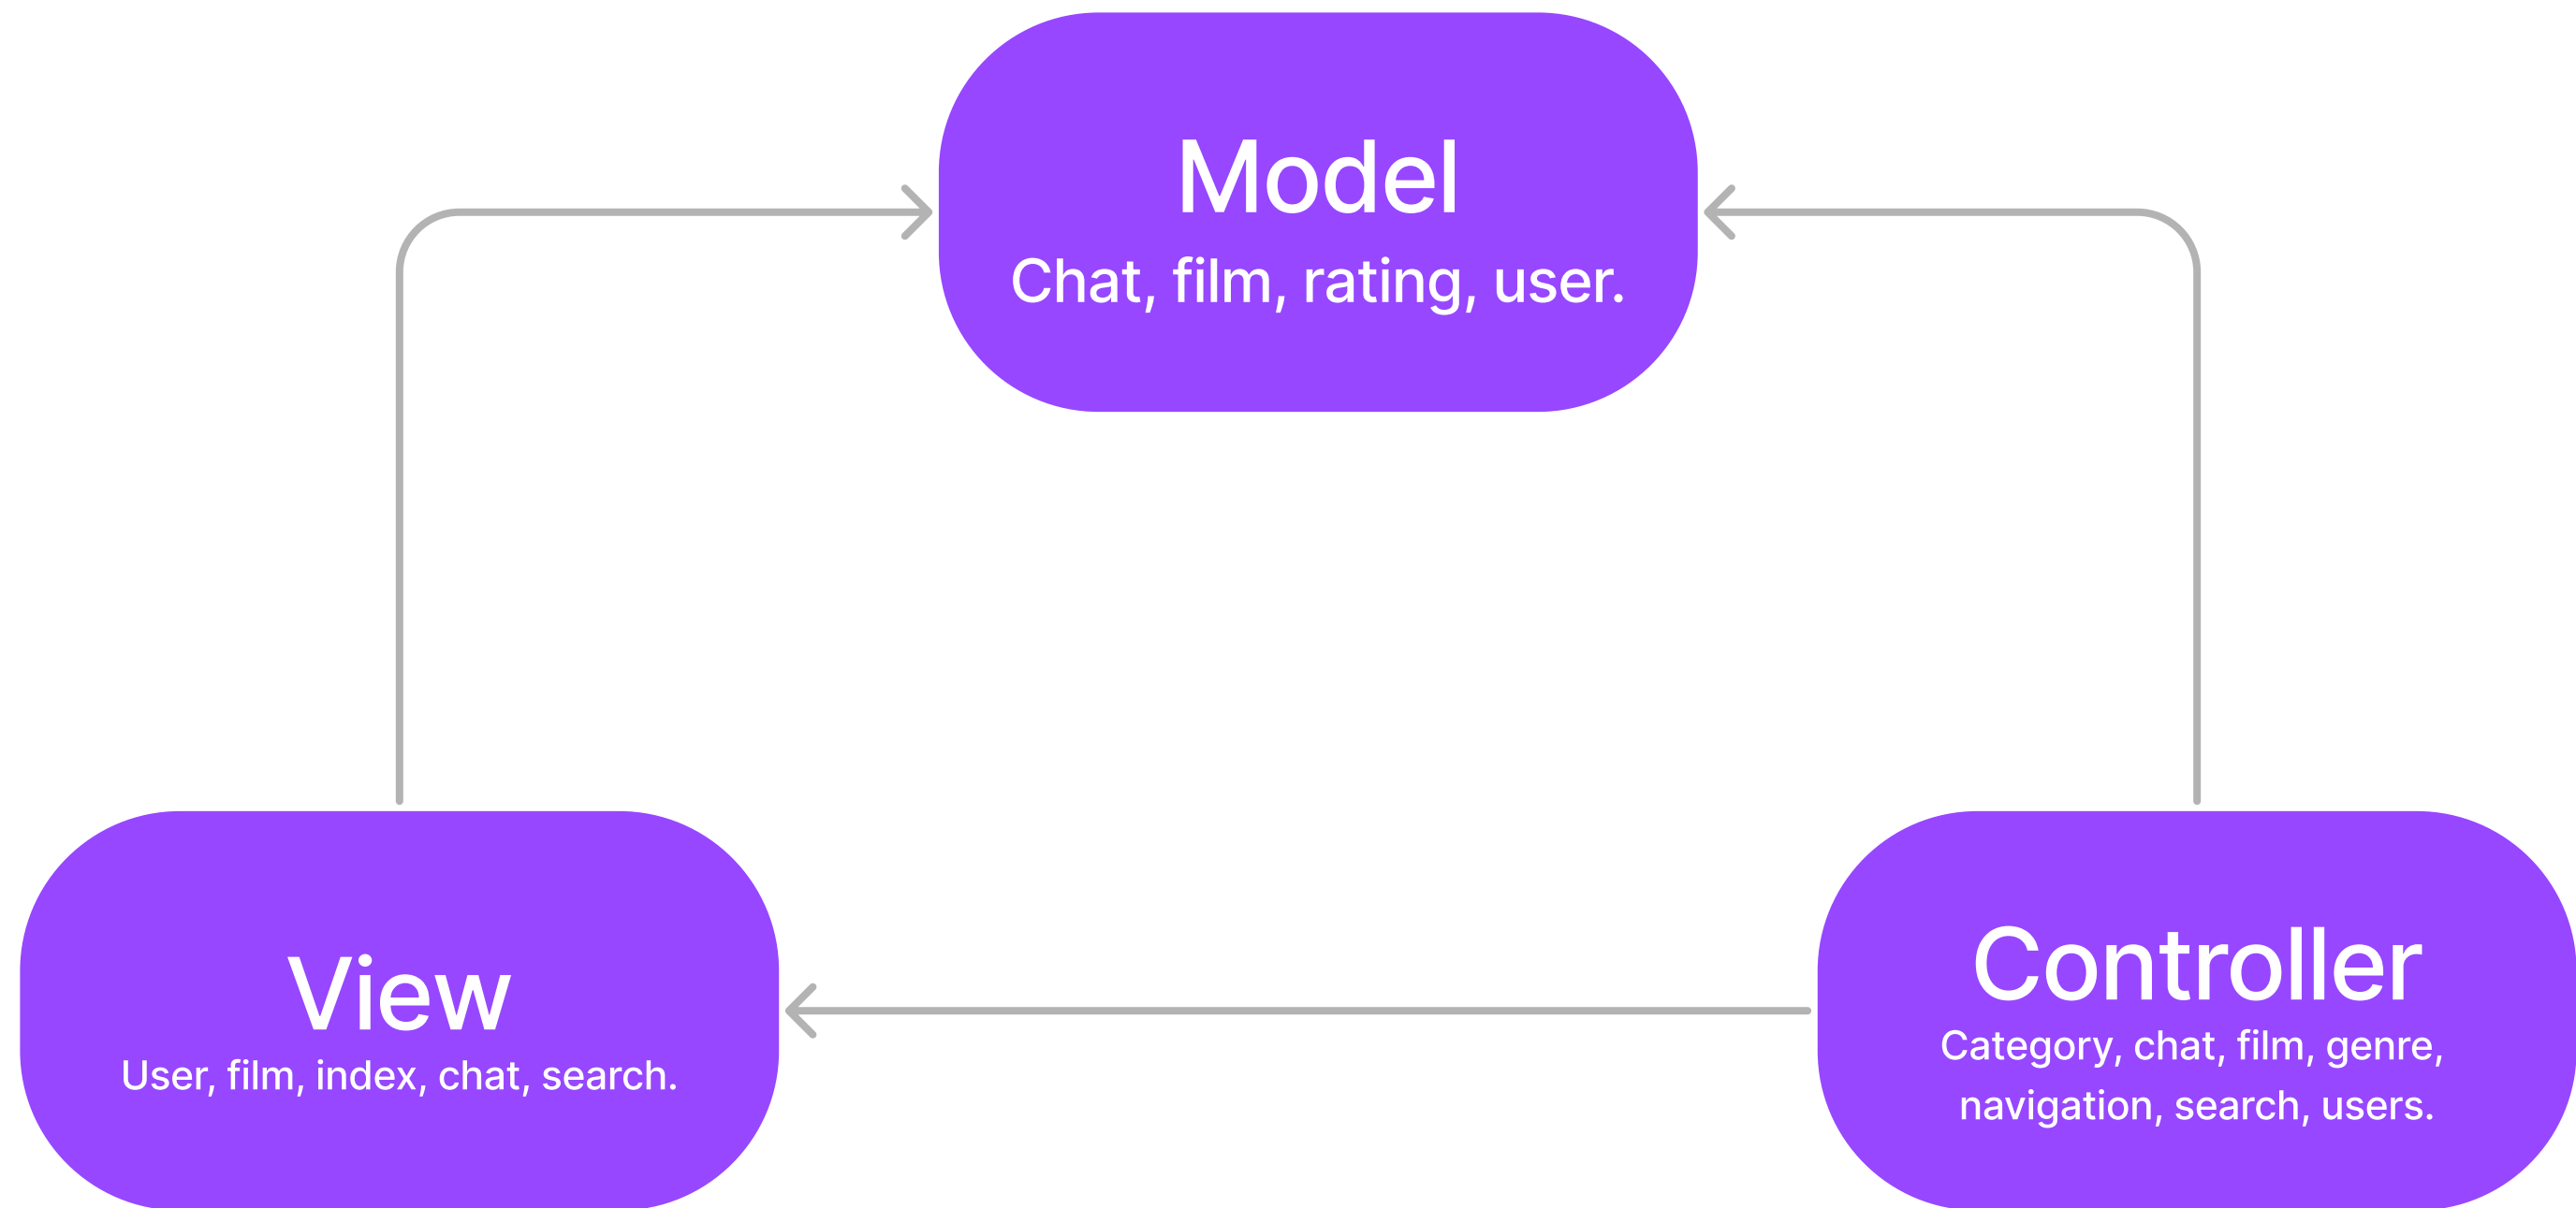 Model
Chat, film, rating, user.
View
User, film, index, chat, search.
Controller
Category, chat, film, genre,
navigation, search, users.